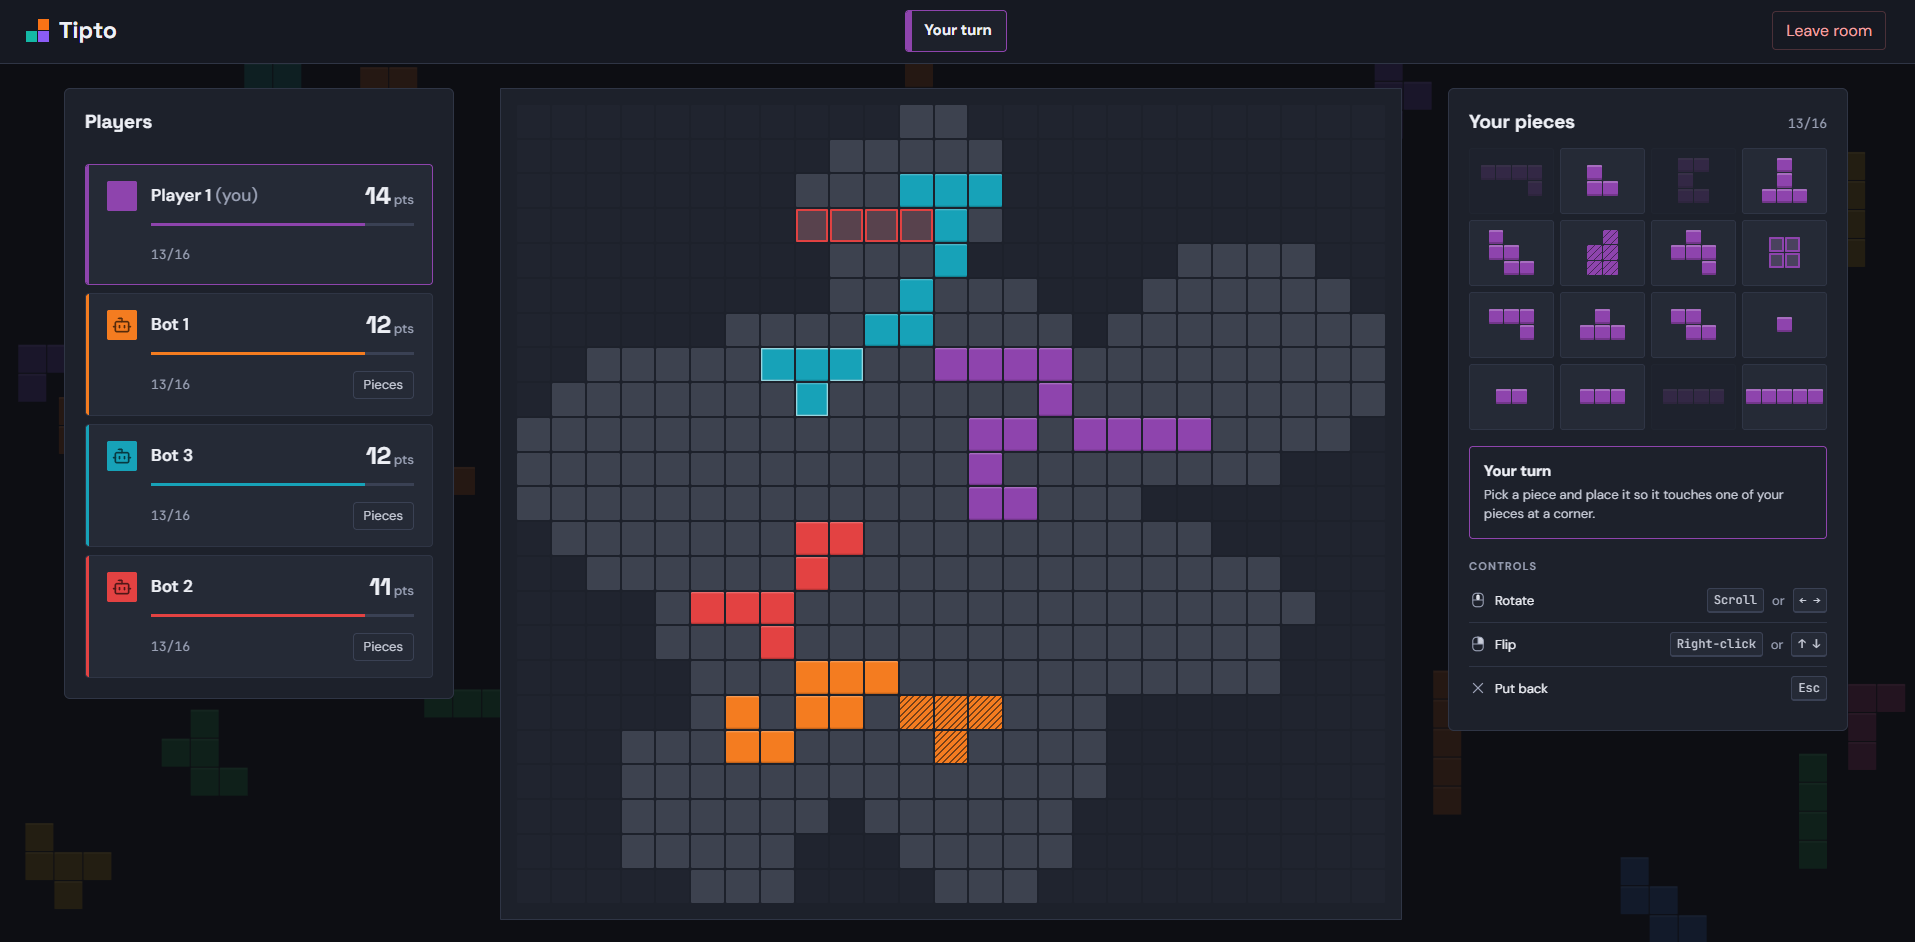 Tipto
Your turn
Leave room
Players
Player 1 (you)
14 pts
13/16
Bot 1
12 pts
13/16
Pieces
Bot 3
12 pts
13/16
Pieces
Bot 2
11 pts
13/16
Pieces
Your pieces
13/16
Your turn
Pick a piece and place it so it touches one of your
pieces at a corner.
CONTROLS
Rotate
Scroll or ← →
Flip
Right-click or ↑ ↓
Put back
Esc